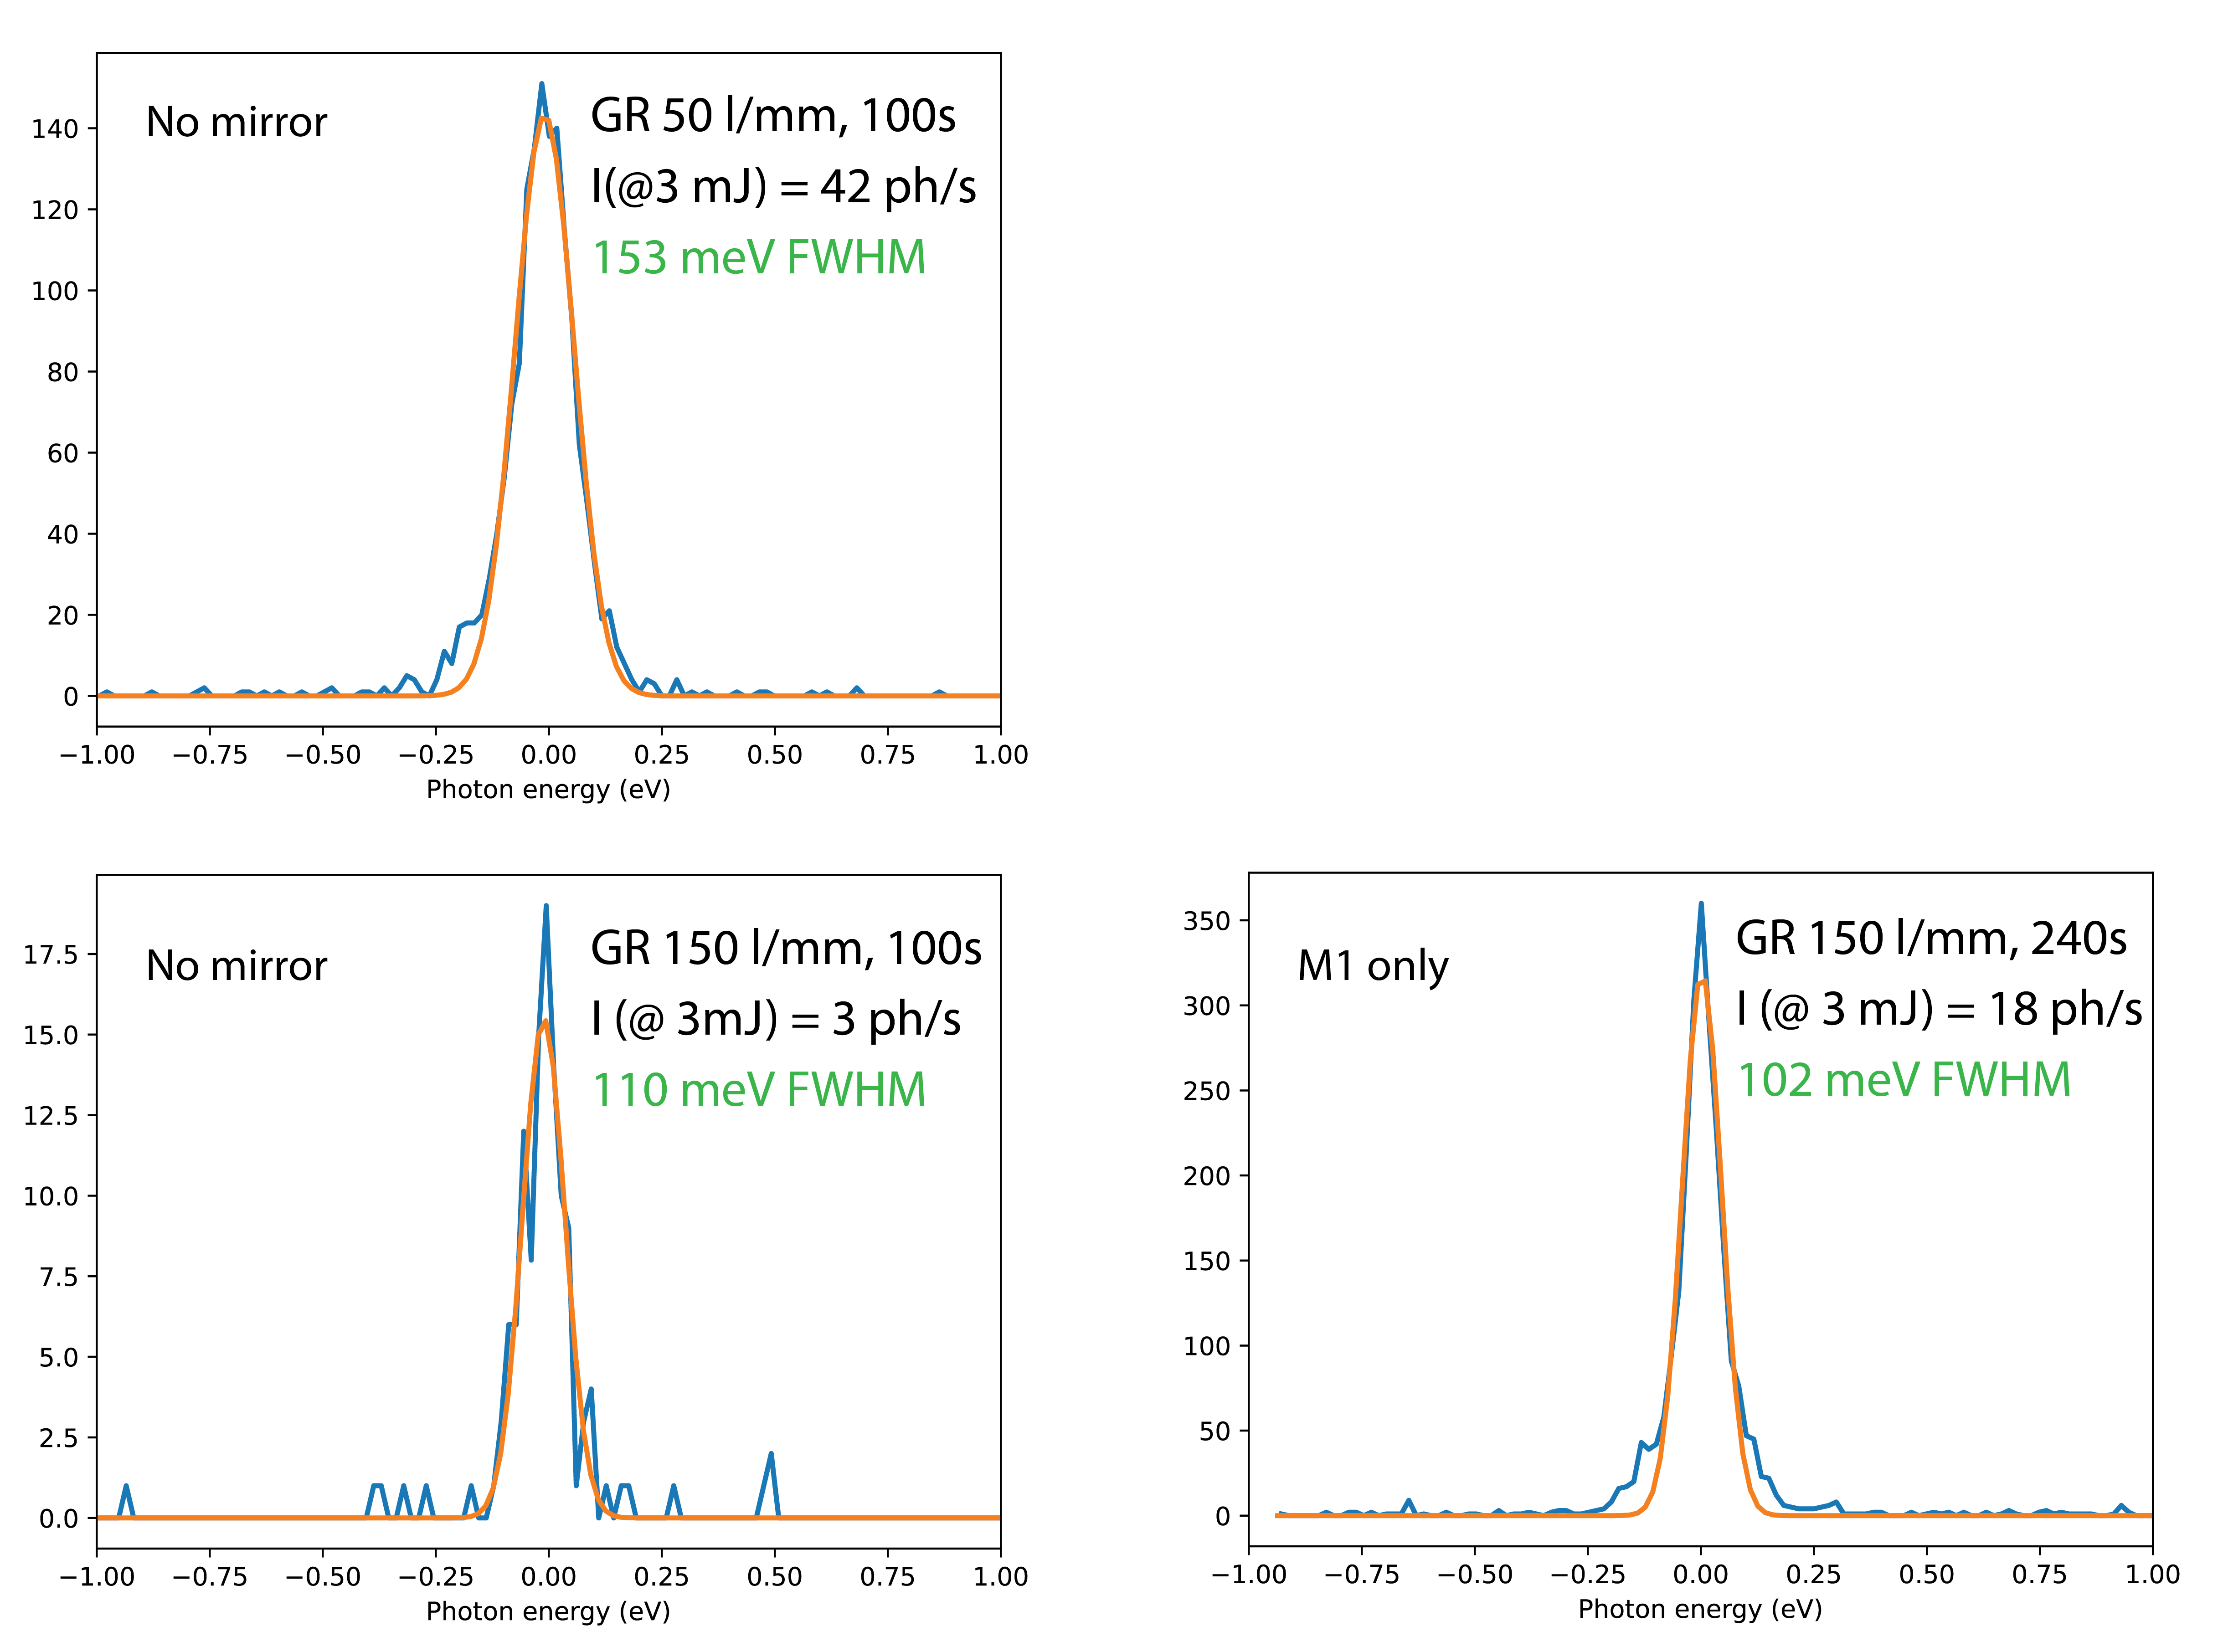 No mirror
GR 50 l/mm, 100s
I(@3 mJ) = 42 ph/s
153 meV FWHM
140
120
100
80
60
40
20
0
−1.00 −0.75 −0.50 −0.25 0.00 0.25 0.50 0.75 1.00
Photon energy (eV)
No mirror
GR 150 l/mm, 100s
I (@ 3mJ) = 3 ph/s
110 meV FWHM
17.5
15.0
12.5
10.0
7.5
5.0
2.5
0.0
−1.00 −0.75 −0.50 −0.25 0.00 0.25 0.50 0.75 1.00
Photon energy (eV)
M1 only
GR 150 l/mm, 240s
I (@ 3 mJ) = 18 ph/s
102 meV FWHM
350
300
250
200
150
100
50
0
−1.00 −0.75 −0.50 −0.25 0.00 0.25 0.50 0.75 1.00
Photon energy (eV)